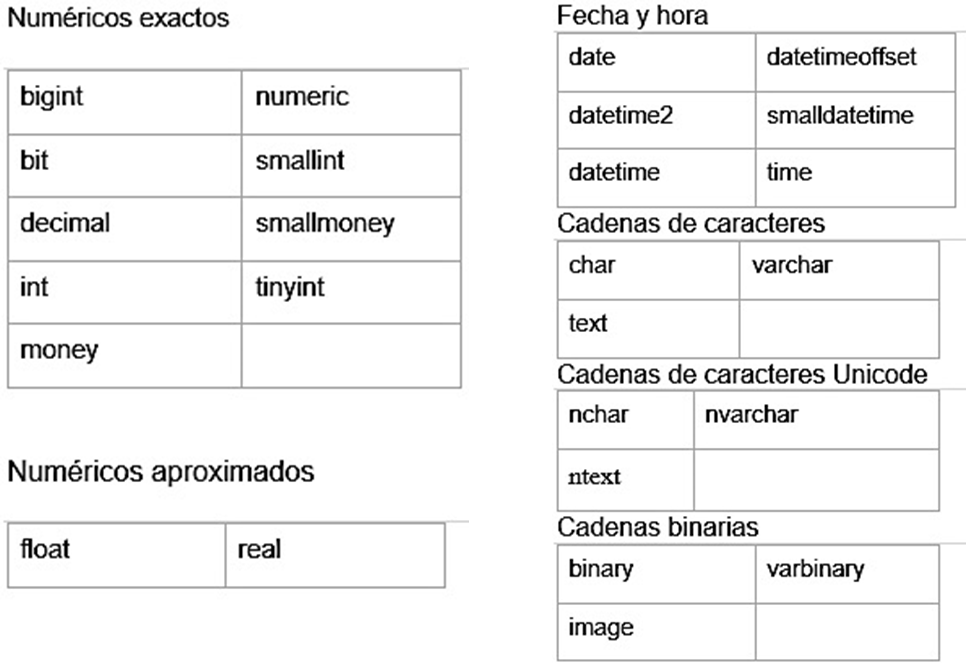 Numéricos exactos
bigint numeric
bit smallint
decimal smallmoney
int tinyint
money
Numéricos aproximados
float real
Fecha y hora
date datetimeoffset
datetime2 smalldatetime
datetime time
Cadenas de caracteres
char varchar
text
Cadenas de caracteres Unicode
nchar nvarchar
ntext
Cadenas binarias
binary varbinary
image